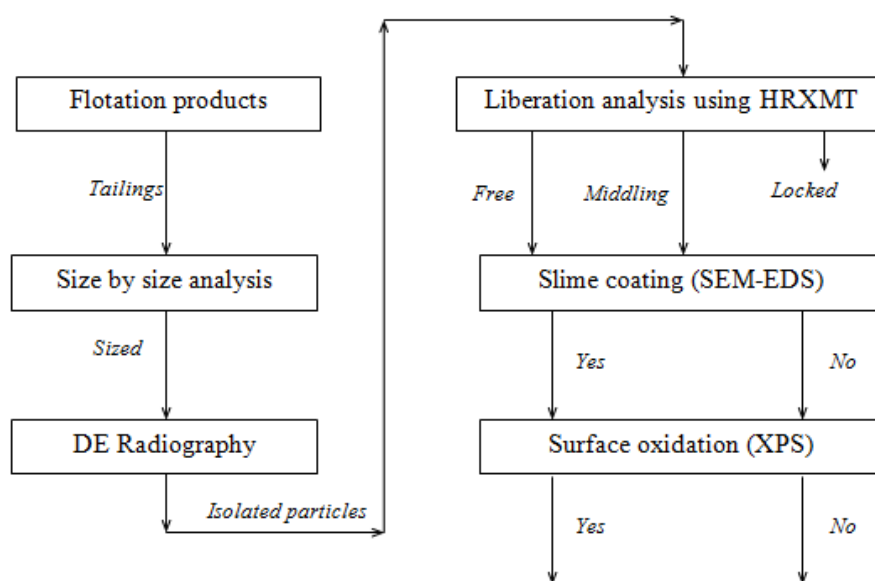 Flotation products
Tailings
Size by size analysis
Sized
DE Radiography
Isolated particles
Liberation analysis using HRXMT
Free
Middling
Locked
Slime coating (SEM-EDS)
Yes
No
Surface oxidation (XPS)
Yes
No